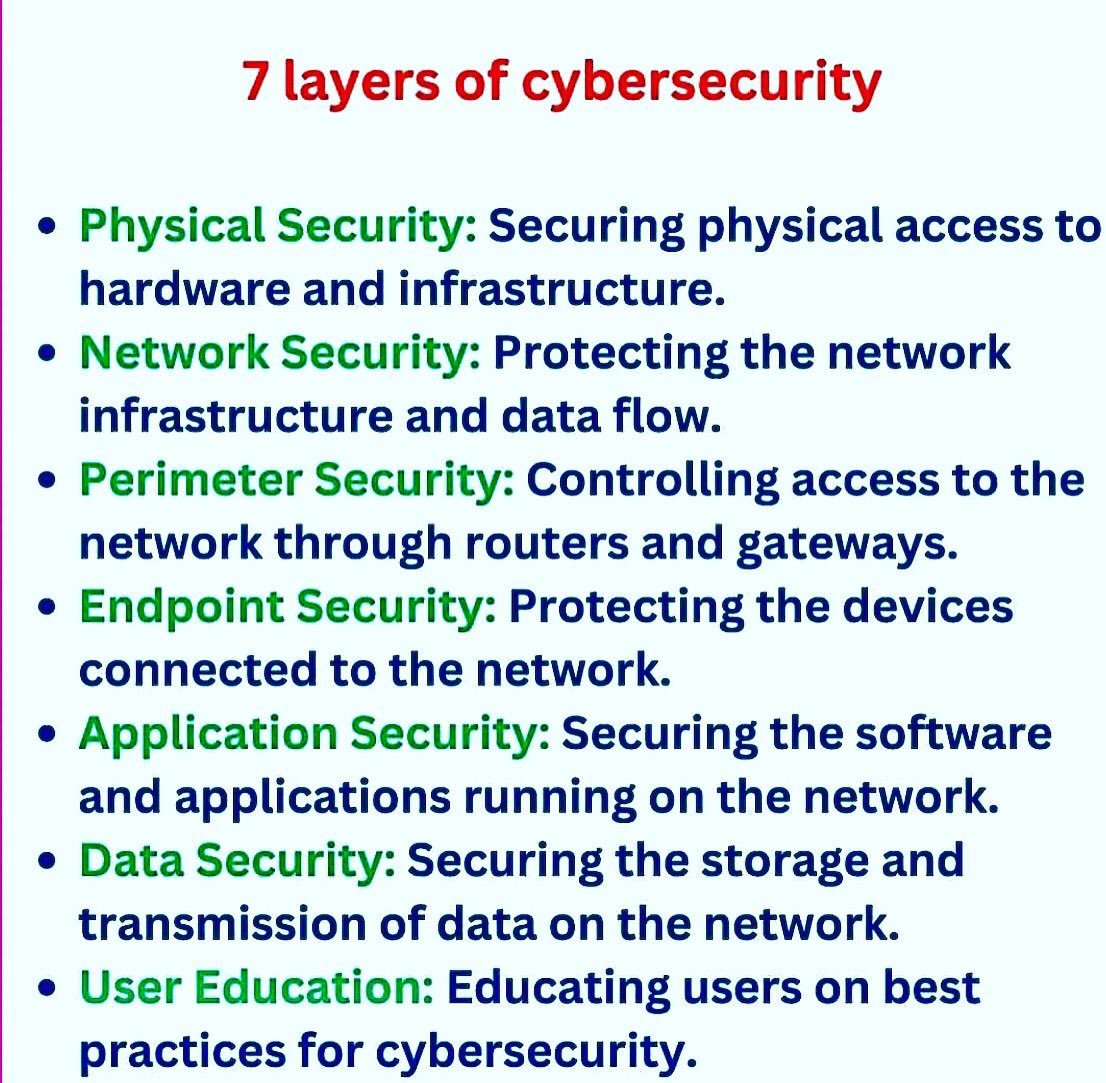 7 layers of cybersecurity
• Physical Security: Securing physical access to
hardware and infrastructure.
• Network Security: Protecting the network
infrastructure and data flow.
• Perimeter Security: Controlling access to the
network through routers and gateways.
• Endpoint Security: Protecting the devices
connected to the network.
• Application Security: Securing the software
and applications running on the network.
• Data Security: Securing the storage and
transmission of data on the network.
• User Education: Educating users on best
practices for cybersecurity.